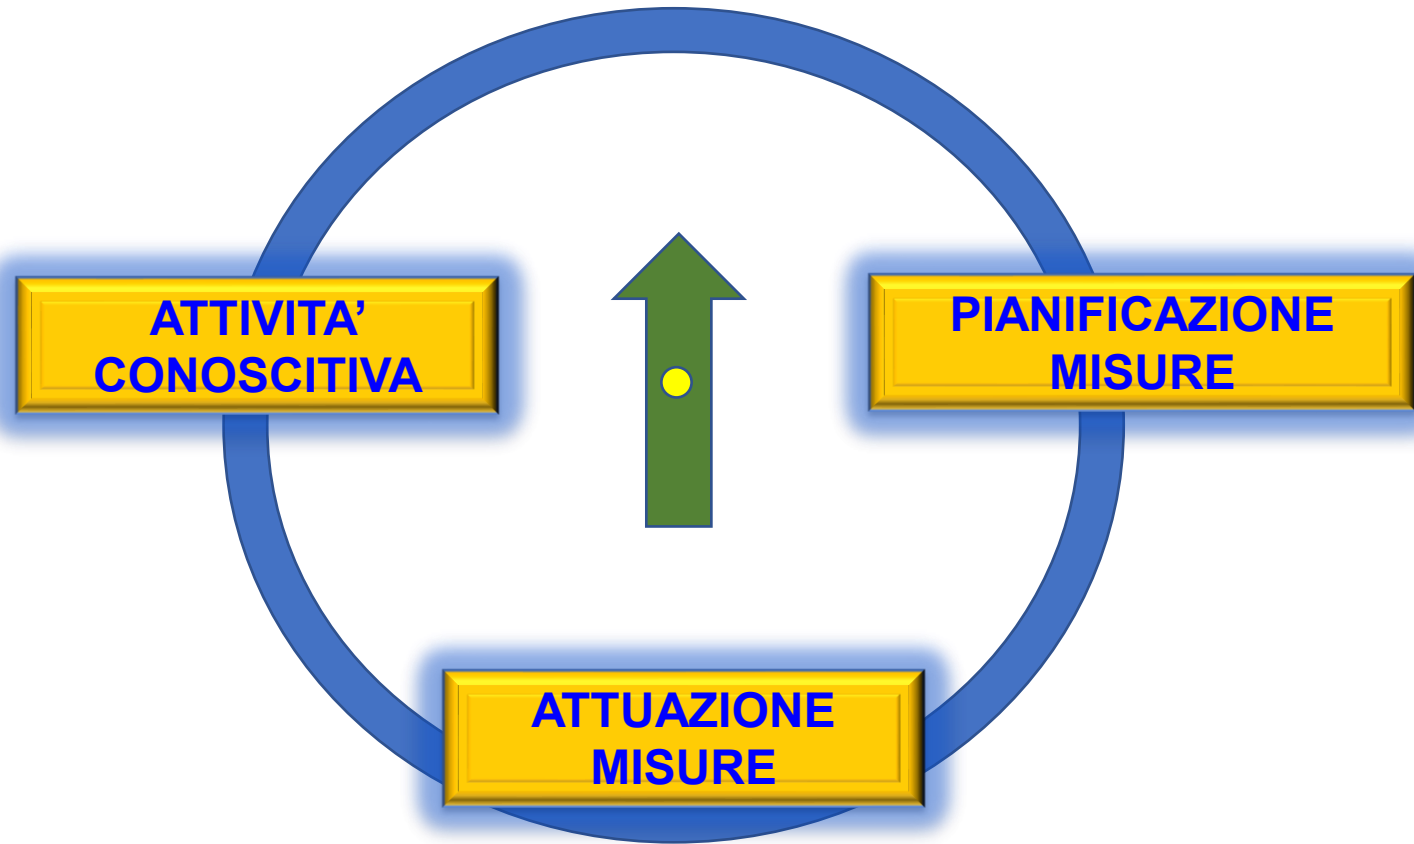 ATTIVITA’
CONOSCITIVA
PIANIFICAZIONE
MISURE
ATTUAZIONE
MISURE